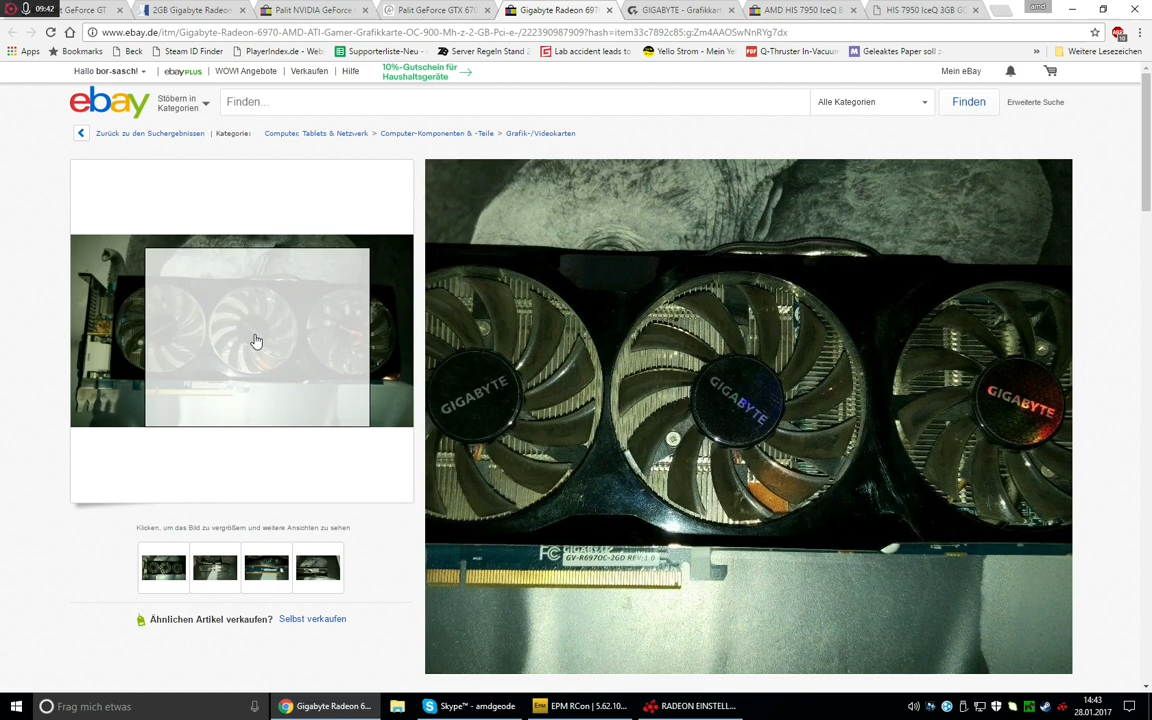 09:42
Palit GeForce GT
2GB Gigabyte Radeon
Palit NVIDIA GeForce
Palit GeForce GTX 670
Gigabyte Radeon 697
GIGABYTE - Grafikkart
AMD HIS 7950 IceQ B
HIS 7950 IceQ 3GB GD
amd
www.ebay.de/itm/Gigabyte-Radeon-6970-AMD-ATI-Gamer-Grafikkarte-OC-900-Mh-z-2-GB-Pci-e-/222390987909?hash=item33c7892c85:g:Zm4AAOSwNnRYg7dx
Apps
Bookmarks
Beck
Steam ID Finder
PlayerIndex.de - Web
Supporterliste-Neu -
Server Regeln Stand 2
Lab accident leads to
Yello Strom - Mein Ye
Q-Thruster In-Vacuum
Geleaktes Paper soll z
»
Weitere Lesezeichen
Hallo bor-sasch!
ebay PLUS
WOW! Angebote
Verkaufen
Hilfe
10%-Gutschein für
Haushaltsgeräte
Mein eBay
ebay
Stöbern in
Kategorien
Finden...
Alle Kategorien
Finden
Erweiterte Suche
Zurück zu den Suchergebnissen | Kategorie:
Computer, Tablets & Netzwerk > Computer-Komponenten & -Teile > Grafik-/Videokarten
GIGABYTE
GIGABYTE
GIGABYTE
FC GIGABYTE
GV-R697OC-2GD REV:1.0
Klicken, um das Bild zu vergrößern und weitere Ansichten zu sehen
Ähnlichen Artikel verkaufen? Selbst verkaufen
Frag mich etwas
Gigabyte Radeon 6...
Skype™ - amdgeode
EPM RCon | 5.62.10...
RADEON EINSTELL...
14:43
28.01.2017